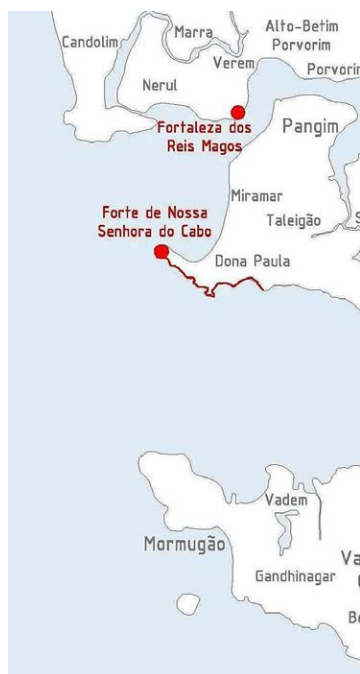 Alto-Betim
Porvorim
Marra
Candolim
Verem
Porvorim
Nerul
Fortaleza dos
Reis Magos
Pangim
Miramar
Forte de Nossa
Senhora do Cabo
Taleigão
Dona Paula
Vadem
Mormugão
Gandhinagar